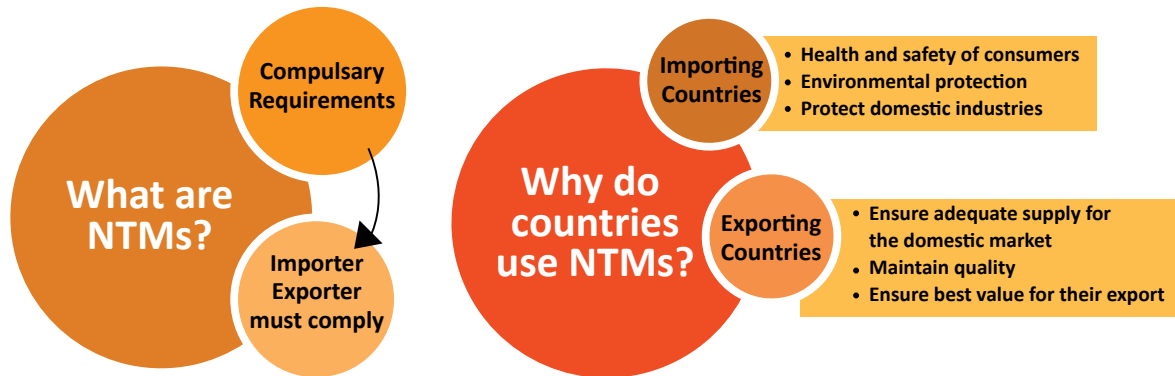 What are
NTMs?
Compulsary
Requirements
Importer
Exporter
must comply
Why do
countries
use NTMs?
Importing
Countries
• Health and safety of consumers
• Environmental protection
• Protect domestic industries
Exporting
Countries
• Ensure adequate supply for
the domestic market
• Maintain quality
• Ensure best value for their export